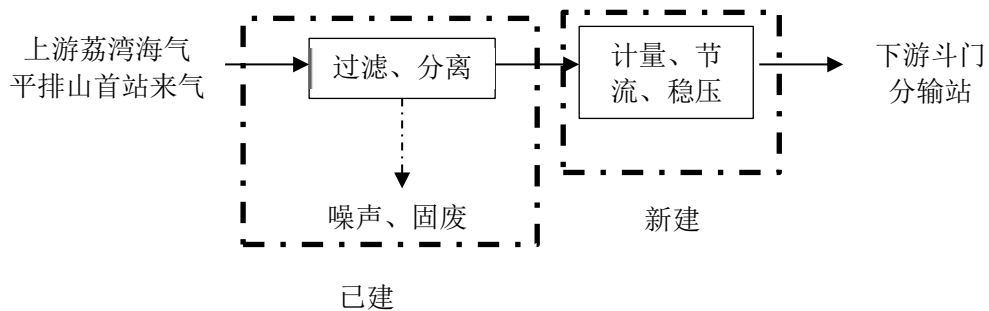 上游荔湾海气
平排山首站来气
过滤、分离
计量、节
流、稳压
下游斗门
分输站
噪声、固废
新建
已建